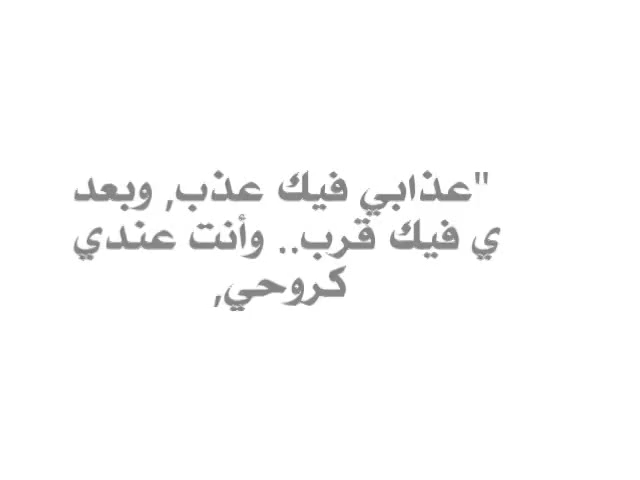 "عذابي فيك عذب, وبعد
ي فيك قرب.. وأنت عندي
كروحي,